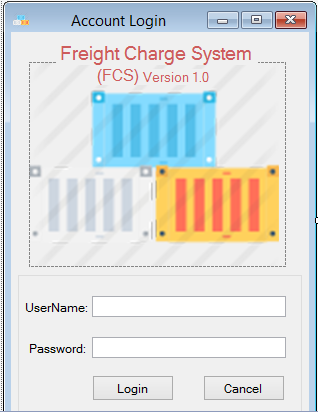 Account Login
Freight Charge System
(FCS) Version 1.0
UserName:
Password:
Login
Cancel